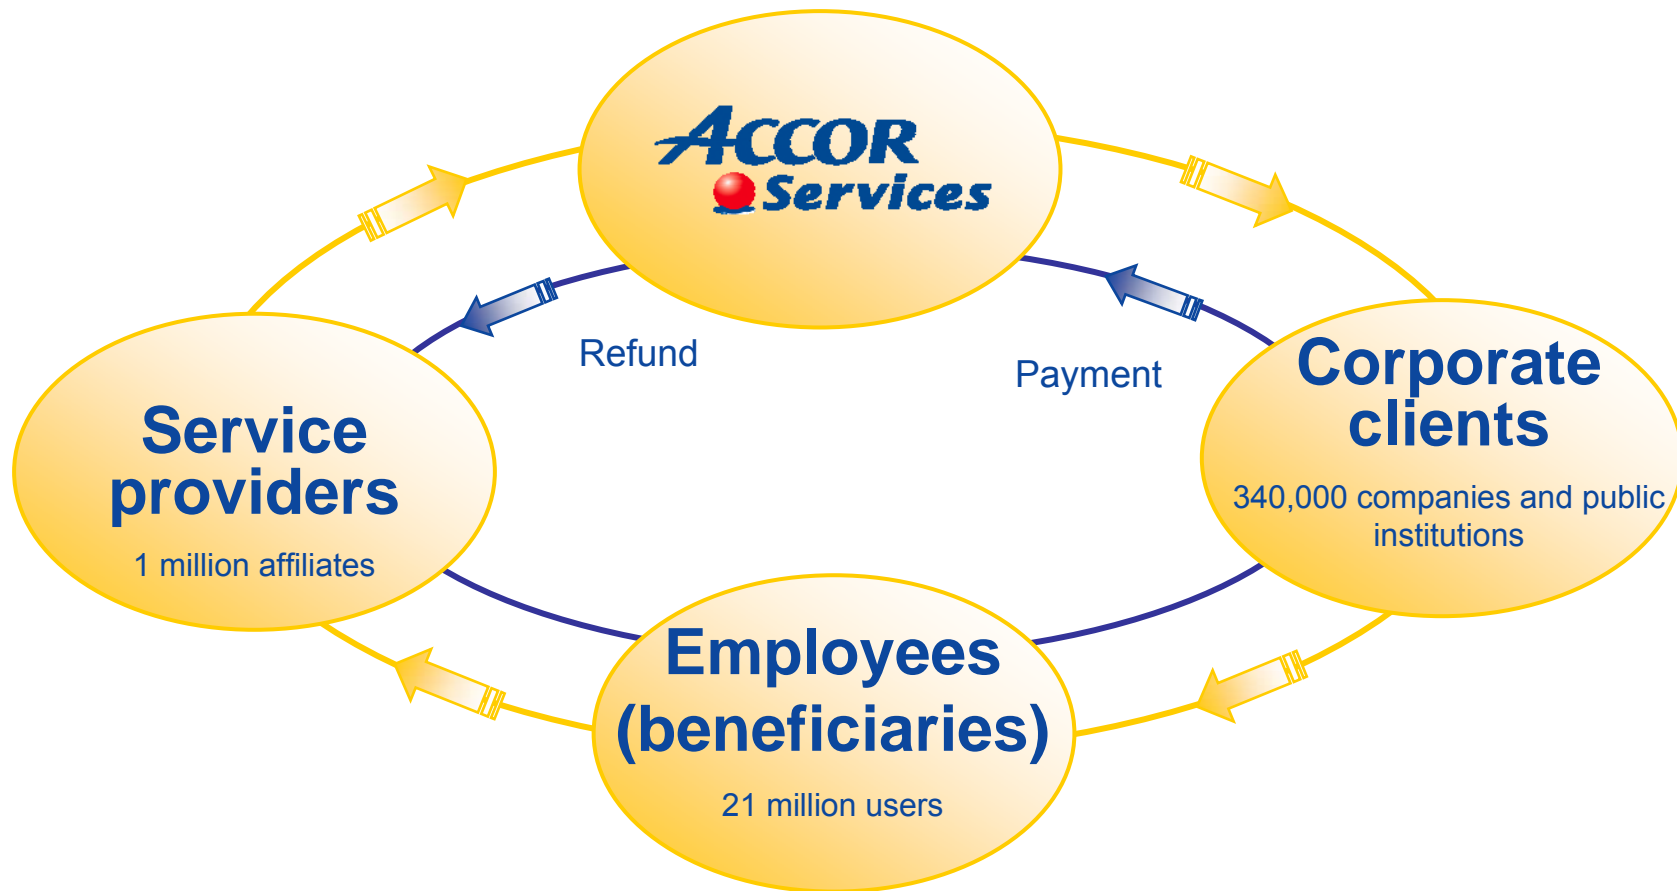 ACCOR
Services
Refund
Payment
Corporate
clients
340,000 companies and public
institutions
Service
providers
1 million affiliates
Employees
(beneficiaries)
21 million users